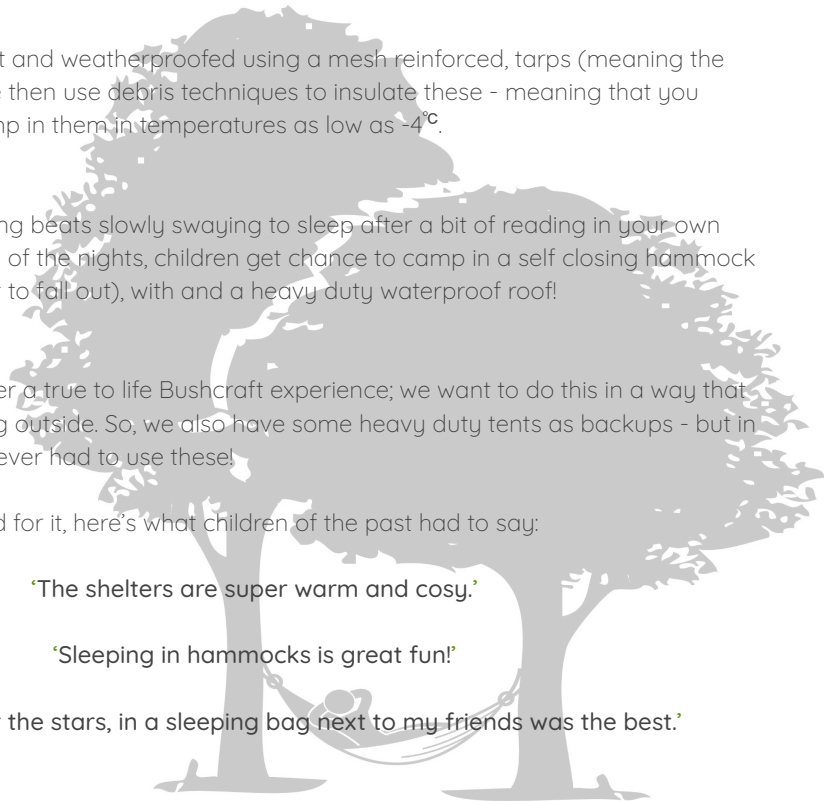 t and weatherproofed using a mesh reinforced, tarps (meaning the
then use debris techniques to insulate these - meaning that you
in them in temperatures as low as -4°C.
beats slowly swaying to sleep after a bit of reading in your own
of the nights, children get chance to camp in a self closing hammock
to fall out), with and a heavy duty waterproof roof!
a true to life Bushcraft experience; we want to do this in a way that
outside. So, we also have some heavy duty tents as backups - but in
ever had to use these!
for it, here's what children of the past had to say:
‘The shelters are super warm and cosy.’
‘Sleeping in hammocks is great fun!’
the stars, in a sleeping bag next to my friends was the best.’